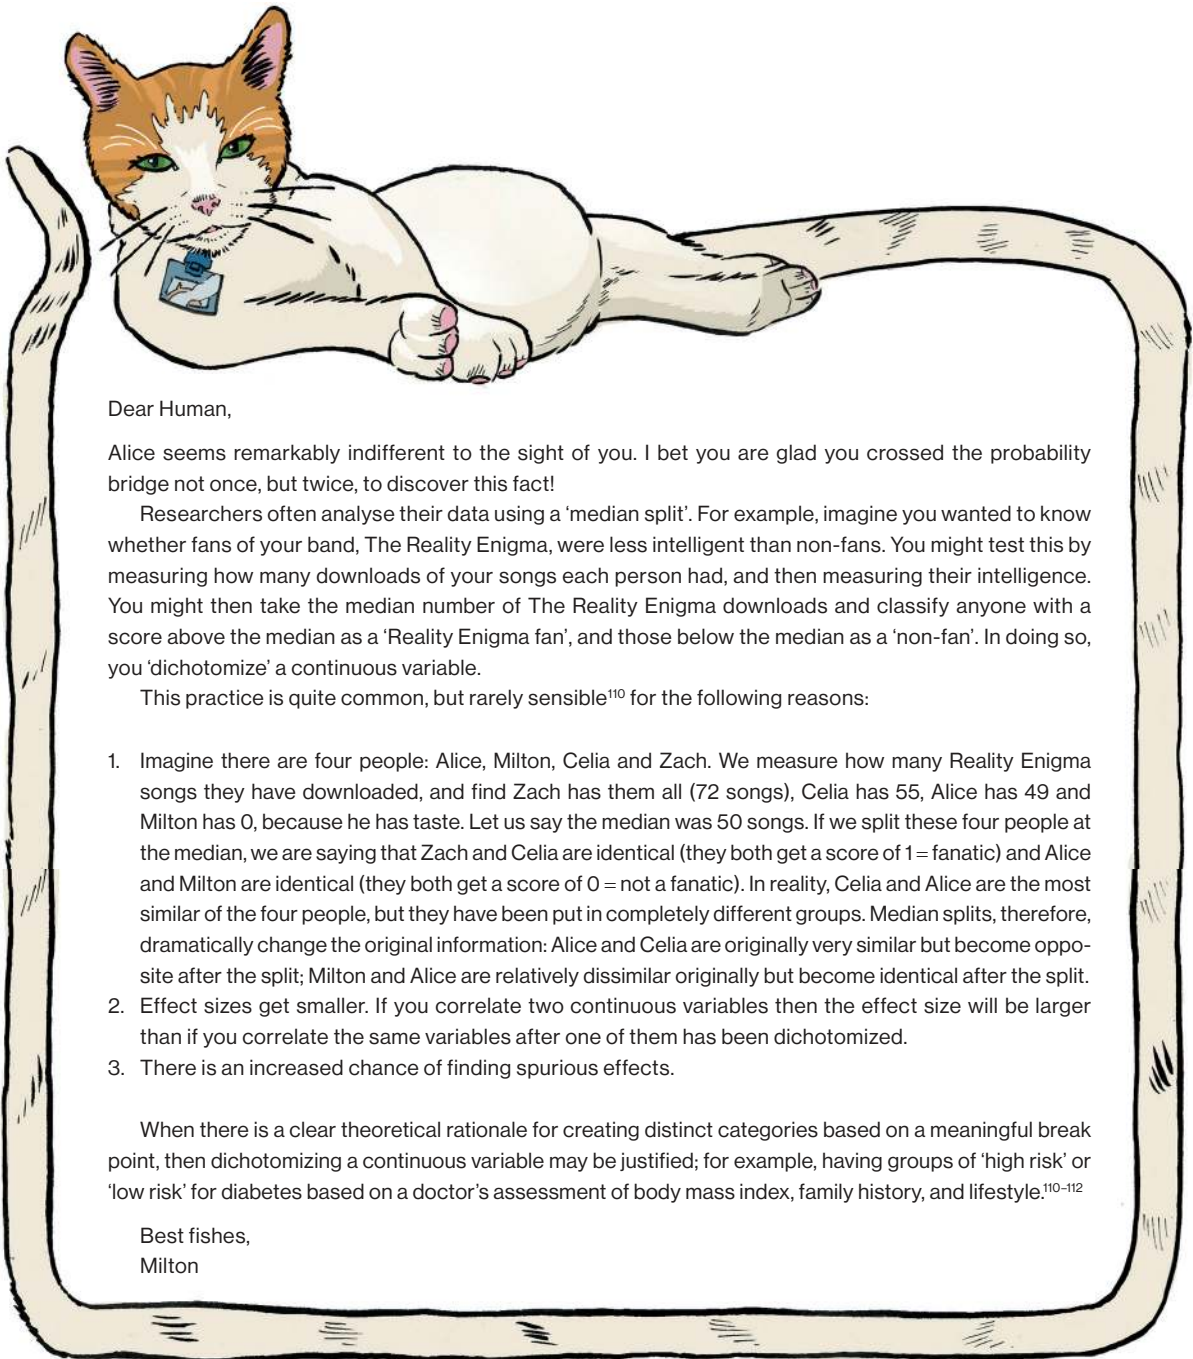 Dear Human,
Alice seems remarkably indifferent to the sight of you. I bet you are glad you crossed the probability
bridge not once, but twice, to discover this fact!
Researchers often analyse their data using a ‘median split’. For example, imagine you wanted to know
whether fans of your band, The Reality Enigma, were less intelligent than non-fans. You might test this by
measuring how many downloads of your songs each person had, and then measuring their intelligence.
You might then take the median number of The Reality Enigma downloads and classify anyone with a
score above the median as a ‘Reality Enigma fan’, and those below the median as a ‘non-fan’. In doing so,
you ‘dichotomize’ a continuous variable.
This practice is quite common, but rarely sensible¹¹⁰ for the following reasons:
1. Imagine there are four people: Alice, Milton, Celia and Zach. We measure how many Reality Enigma
songs they have downloaded, and find Zach has them all (72 songs), Celia has 55, Alice has 49 and
Milton has 0, because he has taste. Let us say the median was 50 songs. If we split these four people at
the median, we are saying that Zach and Celia are identical (they both get a score of 1 = fanatic) and Alice
and Milton are identical (they both get a score of 0 = not a fanatic). In reality, Celia and Alice are the most
similar of the four people, but they have been put in completely different groups. Median splits, therefore,
dramatically change the original information: Alice and Celia are originally very similar but become oppo-
site after the split; Milton and Alice are relatively dissimilar originally but become identical after the split.
2. Effect sizes get smaller. If you correlate two continuous variables then the effect size will be larger
than if you correlate the same variables after one of them has been dichotomized.
3. There is an increased chance of finding spurious effects.
When there is a clear theoretical rationale for creating distinct categories based on a meaningful break
point, then dichotomizing a continuous variable may be justified; for example, having groups of ‘high risk’ or
‘low risk’ for diabetes based on a doctor’s assessment of body mass index, family history, and lifestyle.¹¹⁰⁻¹¹²
Best fishes,
Milton